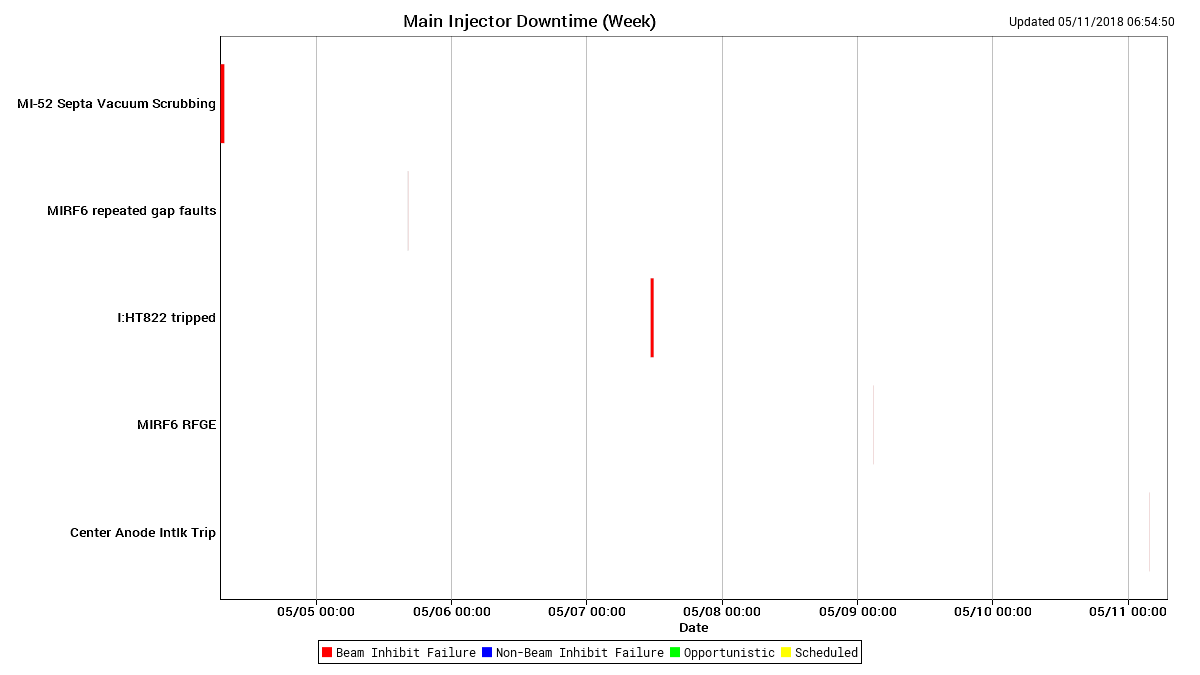 Main Injector Downtime (Week)
Updated 05/11/2018 06:54:50
MI-52 Septa Vacuum Scrubbing
MIRF6 repeated gap faults
I:HT822 tripped
MIRF6 RFGE
Center Anode Intlk Trip
05/05 00:00 05/06 00:00 05/07 00:00 05/08 00:00 05/09 00:00 05/10 00:00 05/11 00:00
Date
Beam Inhibit Failure Non-Beam Inhibit Failure Opportunistic Scheduled